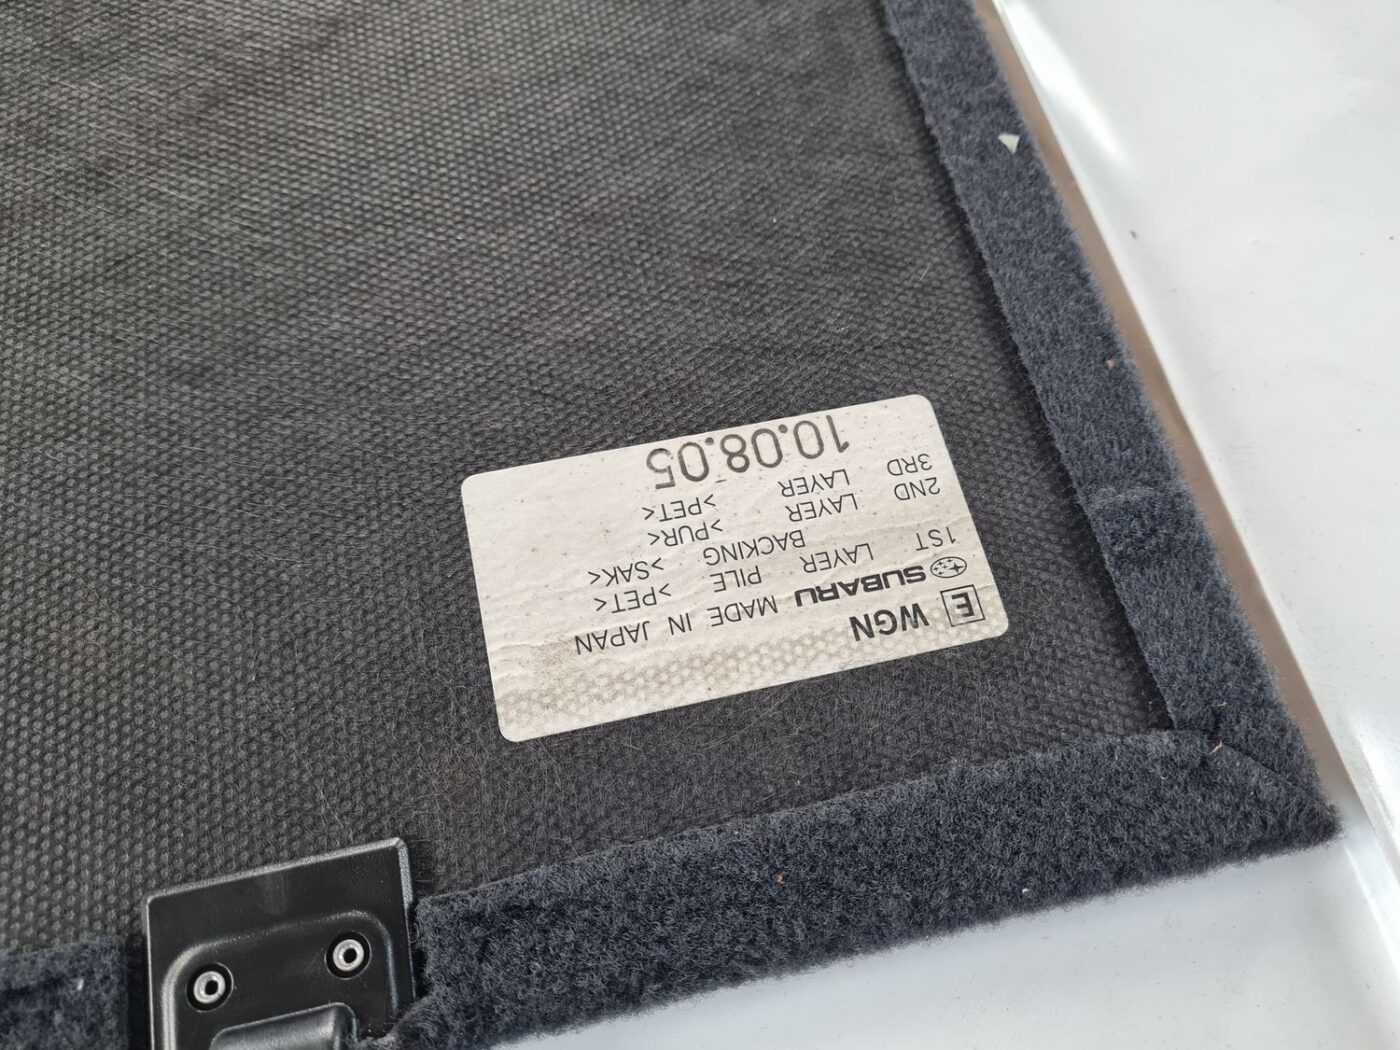 E WGN
SUBARU MADE IN JAPAN
1ST LAYER PILE >PET<
BACKING >SAK<
2ND LAYER >PUR<
3RD LAYER >PET<
10.08.05